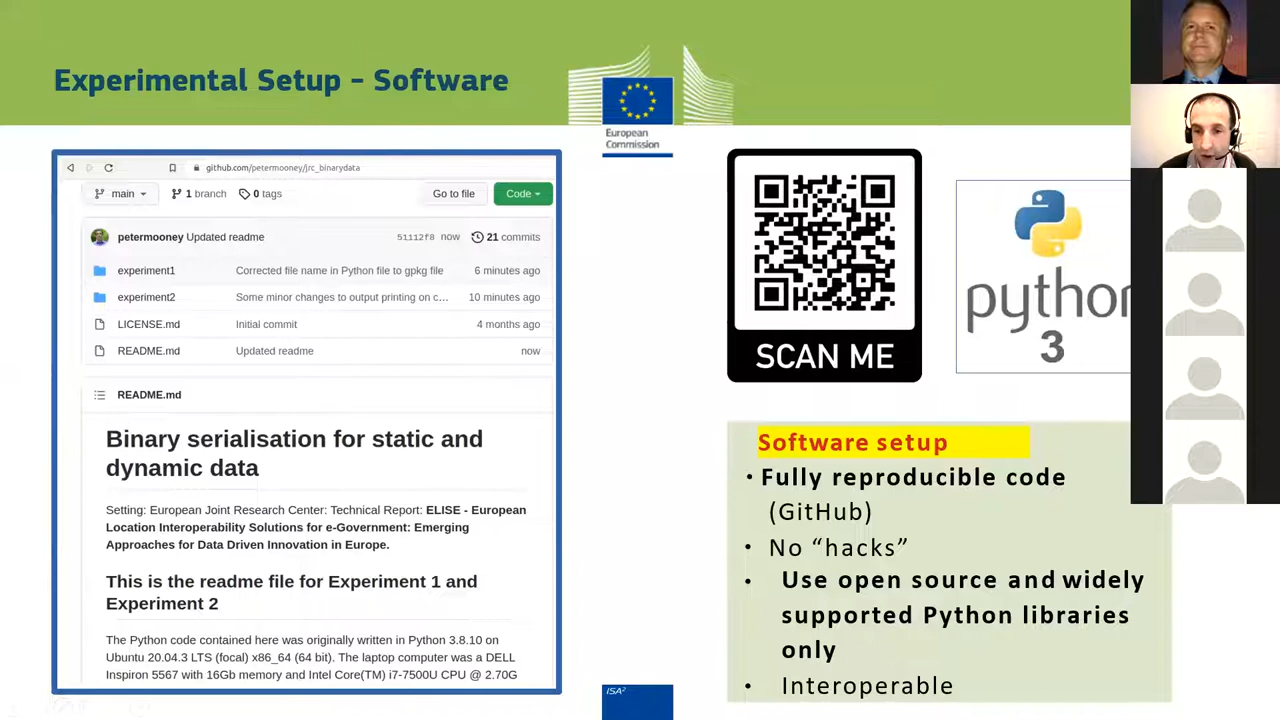 Experimental Setup – Software
European
Commission
github.com/petermooney/jrc_binarydata
main
1 branch
0 tags
Go to file
Code
petermooney Updated readme
51112f8 now
21 commits
experiment1
Corrected file name in Python file to gpkg file
6 minutes ago
experiment2
Some minor changes to output printing on c...
10 minutes ago
LICENSE.md
Initial commit
4 months ago
README.md
Updated readme
now
README.md
Binary serialisation for static and
dynamic data
Setting: European Joint Research Center: Technical Report: ELISE - European
Location Interoperability Solutions for e-Government: Emerging
Approaches for Data Driven Innovation in Europe.
This is the readme file for Experiment 1 and
Experiment 2
The Python code contained here was originally written in Python 3.8.10 on
Ubuntu 20.04.3 LTS (focal) x86_64 (64 bit). The laptop computer was a DELL
Inspiron 5567 with 16Gb memory and Intel Core(TM) i7-7500U CPU @ 2.70G
SCAN ME
python
3
Software setup
• Fully reproducible code
(GitHub)
• No “hacks”
• Use open source and widely
supported Python libraries
only
• Interoperable
ISA²